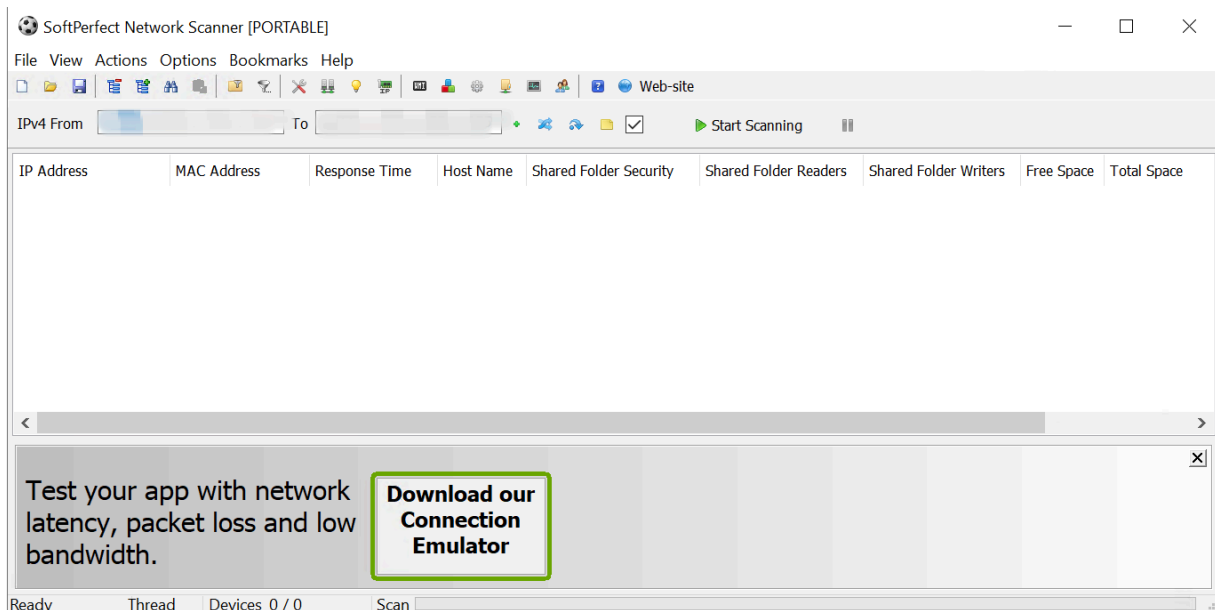 SoftPerfect Network Scanner [PORTABLE]
File View Actions Options Bookmarks Help
Web-site
IPv4 From To Start Scanning
IP Address MAC Address Response Time Host Name Shared Folder Security Shared Folder Readers Shared Folder Writers Free Space Total Space
Test your app with network
latency, packet loss and low
bandwidth.
Download our
Connection
Emulator
Ready Thread Devices 0 / 0 Scan